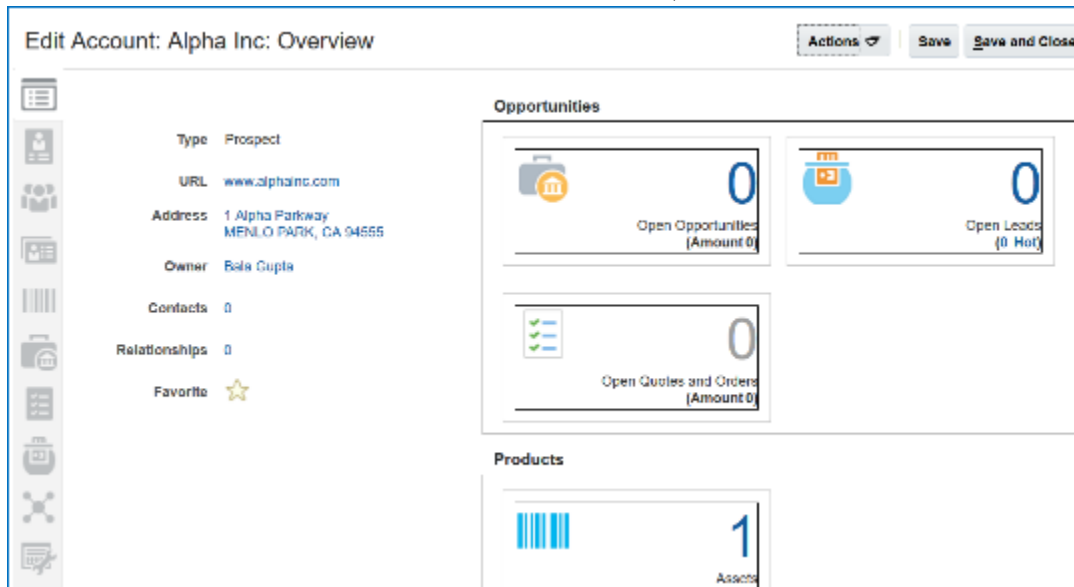 Edit Account: Alpha Inc: Overview
Actions
Save
Save and Close
Type Prospect
URL www.alphainc.com
Address 1 Alpha Parkway
MENLO PARK, CA 94555
Owner Bala Gupta
Contacts 0
Relationships 0
Favorite
Opportunities
0
Open Opportunities
(Amount 0)
0
Open Leads
(0 Hot)
0
Open Quotes and Orders
(Amount 0)
Products
1
Assets